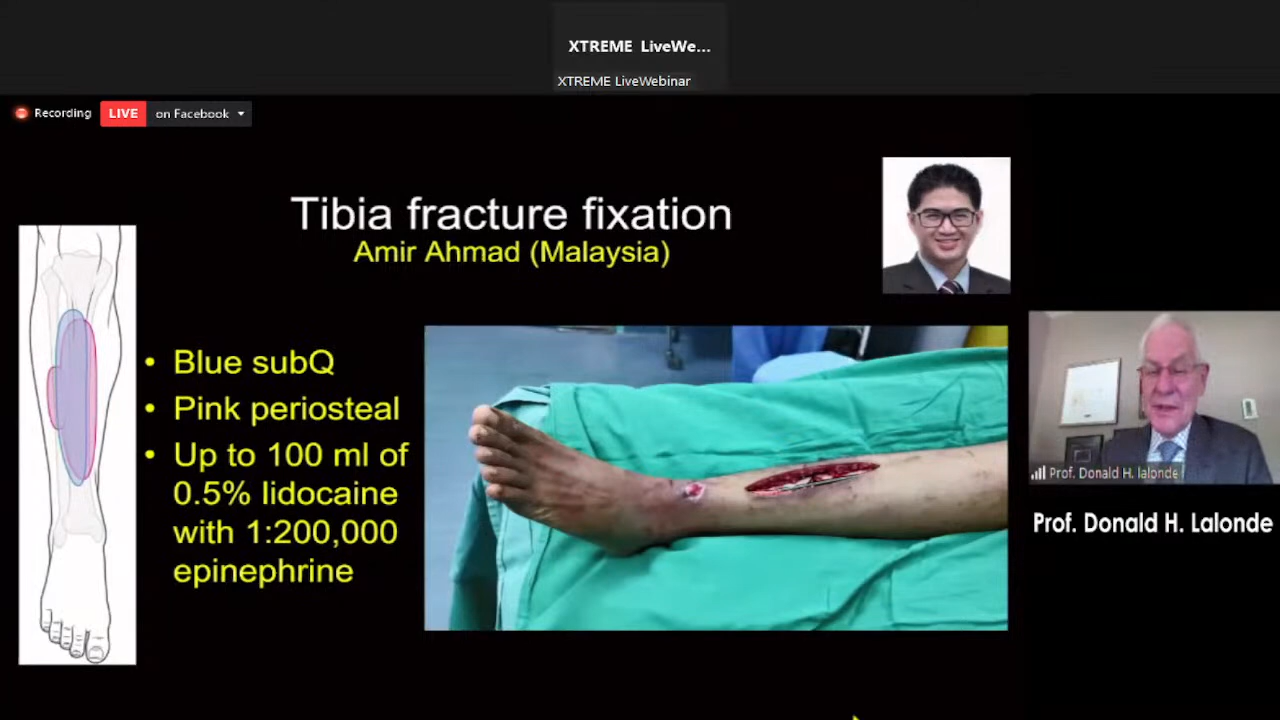 XTREME LiveWe...
XTREME LiveWebinar
Recording
LIVE
on Facebook
Tibia fracture fixation
Amir Ahmad (Malaysia)
• Blue subQ
• Pink periosteal
• Up to 100 ml of
0.5% lidocaine
with 1:200,000
epinephrine
Prof. Donald H. lalonde
Prof. Donald H. Lalonde